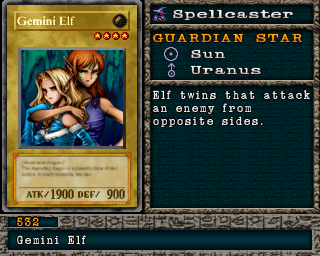 Gemini Elf
ATK/1900 DEF/ 900
Spellcaster
GUARDIAN STAR
Sun
Uranus
Elf twins that attack
an enemy from
opposite sides.
532
Gemini Elf